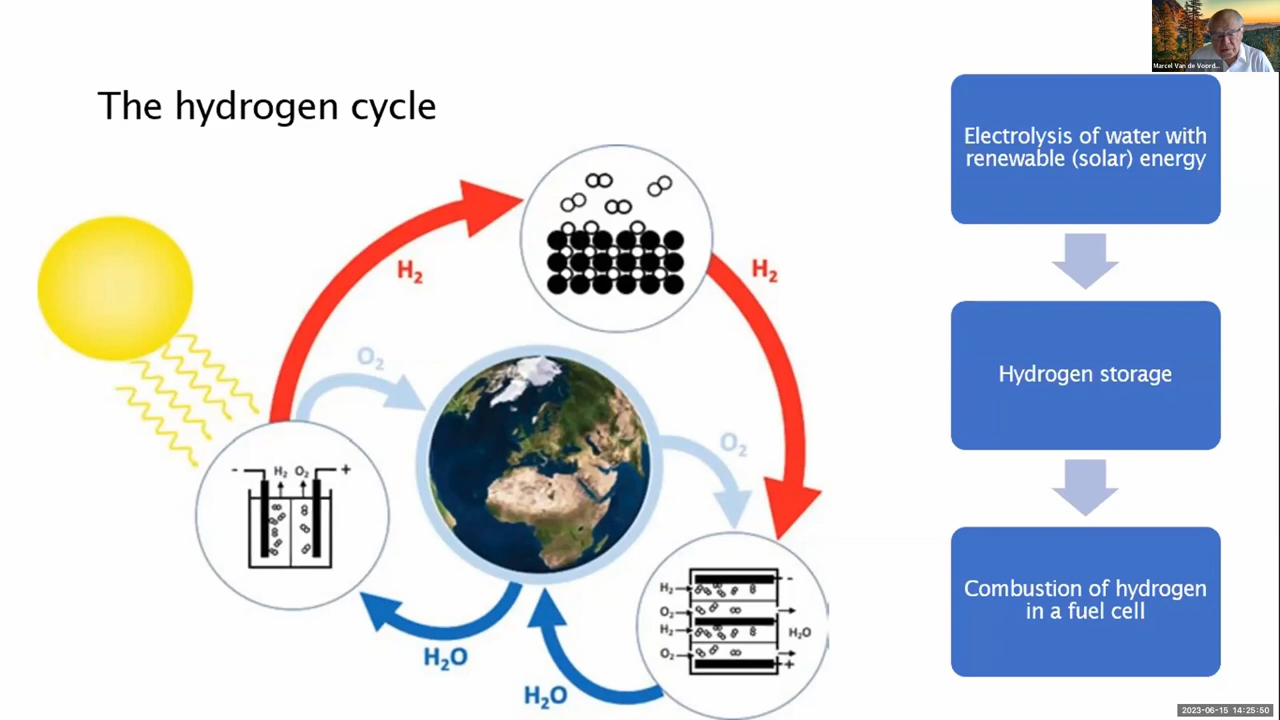 Marcel Van de Voord...
The hydrogen cycle
Electrolysis of water with
renewable (solar) energy
Hydrogen storage
Combustion of hydrogen
in a fuel cell
H₂
H₂
O₂
O₂
- H₂ O₂ +
H₂ -
O₂
H₂ H₂O
O₂ +
H₂O
H₂O
2023-06-15 14:25:50